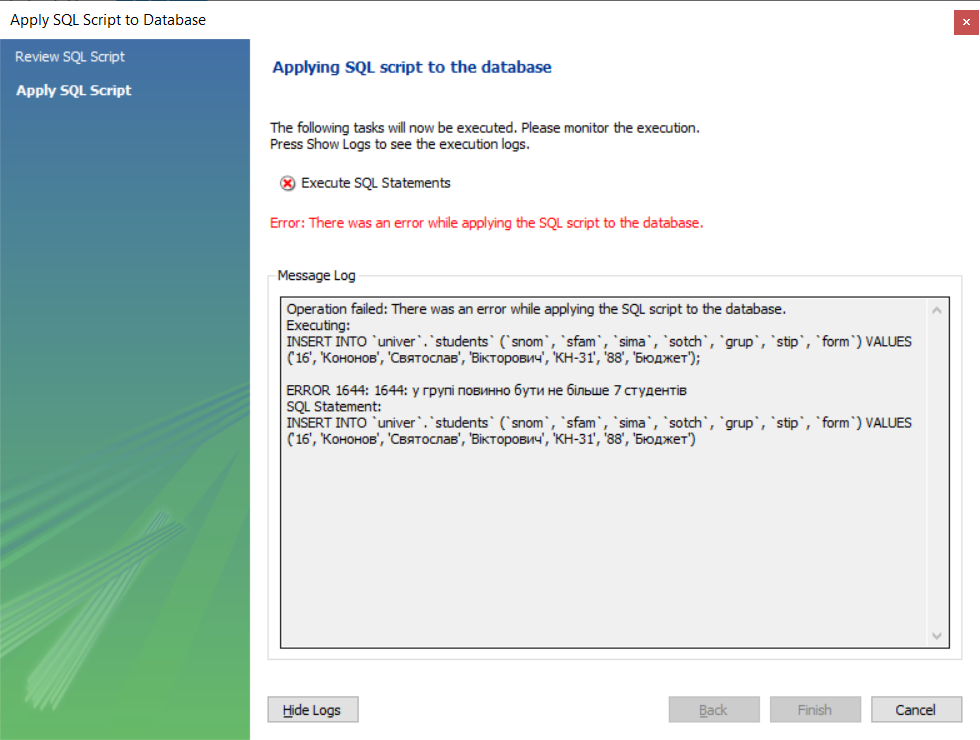 Apply SQL Script to Database
Review SQL Script
Apply SQL Script
Applying SQL script to the database
The following tasks will now be executed. Please monitor the execution.
Press Show Logs to see the execution logs.
Execute SQL Statements
Error: There was an error while applying the SQL script to the database.
Message Log
Operation failed: There was an error while applying the SQL script to the database.
Executing:
INSERT INTO `univer`.`students` (`snom`, `sfam`, `sima`, `sotch`, `grup`, `stip`, `form`) VALUES
('16', 'Кононов', 'Святослав', 'Вікторович', 'КН-31', '88', 'Бюджет');
ERROR 1644: 1644: у групі повинно бути не більше 7 студентів
SQL Statement:
INSERT INTO `univer`.`students` (`snom`, `sfam`, `sima`, `sotch`, `grup`, `stip`, `form`) VALUES
('16', 'Кононов', 'Святослав', 'Вікторович', 'КН-31', '88', 'Бюджет')
Hide Logs
Back
Finish
Cancel